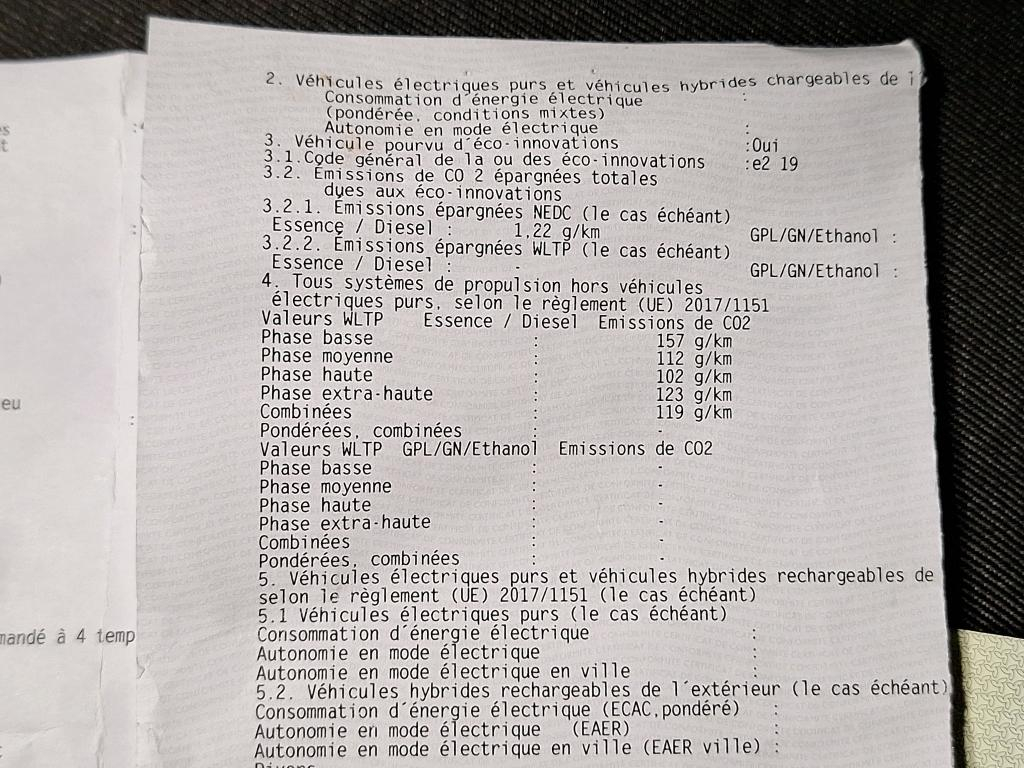 2. Véhicules électriques purs et véhicules hybrides chargeables de
Consommation d´énergie électrique :
(pondérée, conditions mixtes)
Autonomie en mode électrique :
3. Véhicule pourvu d´éco-innovations :Oui
3.1.Code général de la ou des éco-innovations :e2 19
3.2. Emissions de CO 2 épargnées totales
dues aux éco-innovations
3.2.1. Émissions épargnées NEDC (le cas échéant)
Essence / Diesel : 1,22 g/km GPL/GN/Ethanol :
3.2.2. Émissions épargnées WLTP (le cas échéant)
Essence / Diesel : - GPL/GN/Ethanol :
4. Tous systèmes de propulsion hors véhicules
électriques purs, selon le règlement (UE) 2017/1151
Valeurs WLTP Essence / Diesel Emissions de CO2
Phase basse : 157 g/km
Phase moyenne : 112 g/km
Phase haute : 102 g/km
Phase extra-haute : 123 g/km
Combinées : 119 g/km
Pondérées, combinées : -
Valeurs WLTP GPL/GN/Ethanol Emissions de CO2
Phase basse : -
Phase moyenne : -
Phase haute : -
Phase extra-haute : -
Combinées : -
Pondérées, combinées : -
5. Véhicules électriques purs et véhicules hybrides rechargeables de
selon le règlement (UE) 2017/1151 (le cas échéant)
5.1 Véhicules électriques purs (le cas échéant)
Consommation d´énergie électrique :
Autonomie en mode électrique :
Autonomie en mode électrique en ville :
5.2. Véhicules hybrides rechargeables de l´extérieur (le cas échéant)
Consommation d´énergie électrique (ECAC,pondéré) :
Autonomie en mode électrique (EAER) :
Autonomie en mode électrique en ville (EAER ville) :
eu
mandé à 4 temp